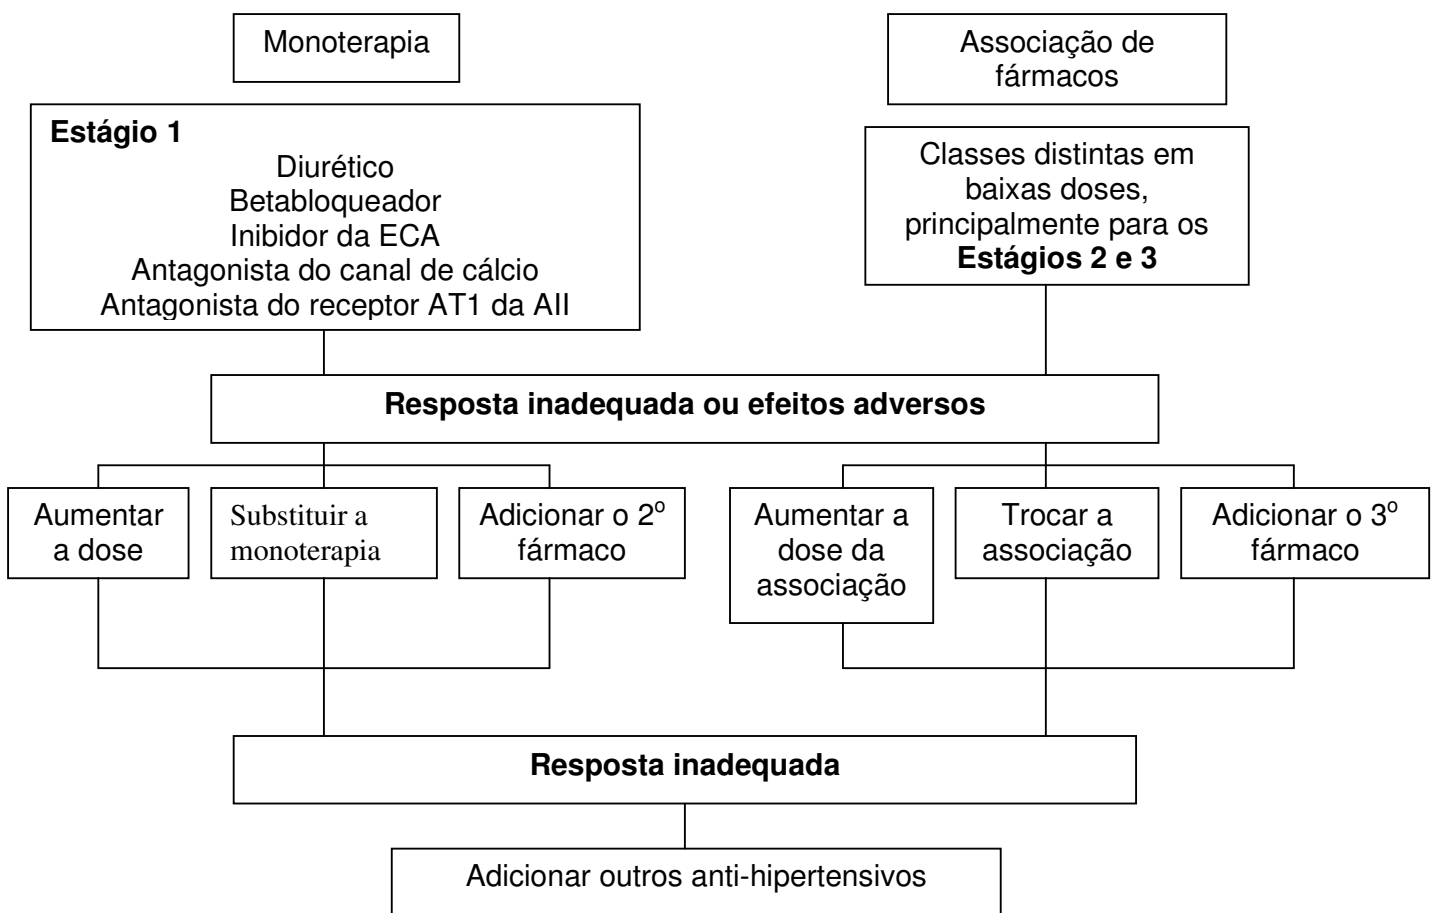 Monoterapia
Associação de
fármacos
Estágio 1
Diurético
Betabloqueador
Inibidor da ECA
Antagonista do canal de cálcio
Antagonista do receptor AT1 da AII
Classes distintas em
baixas doses,
principalmente para os
Estágios 2 e 3
Resposta inadequada ou efeitos adversos
Aumentar
a dose
Substituir a
monoterapia
Adicionar o 2º
fármaco
Aumentar a
dose da
associação
Trocar a
associação
Adicionar o 3º
fármaco
Resposta inadequada
Adicionar outros anti-hipertensivos